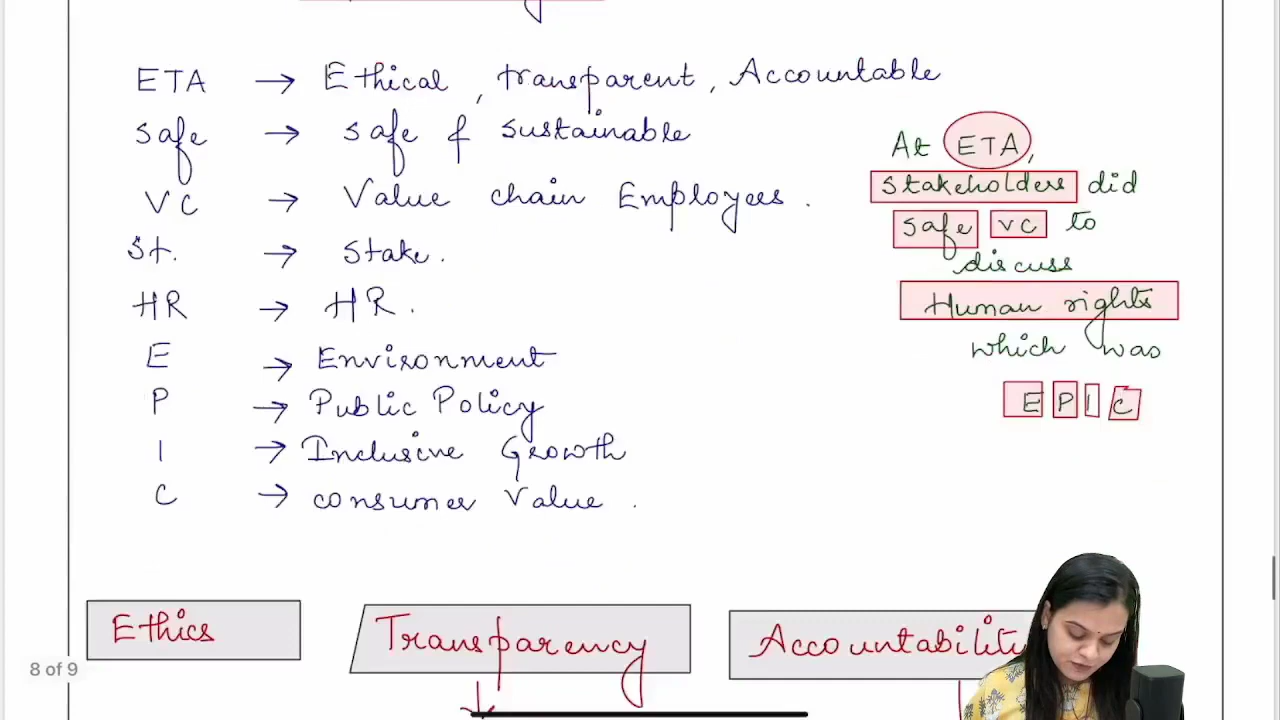 ETA → Ethical, transparent, Accountable
Safe → Safe & Sustainable
VC → Value chain Employees.
St. → Stake.
HR → HR.
E → Environment
P → Public Policy
I → Inclusive Growth
C → consumer Value.
At ETA,
Stakeholders did
Safe VC to
discuss
Human rights
which was
E P I C
Ethics
Transparency
Accountability
8 of 9